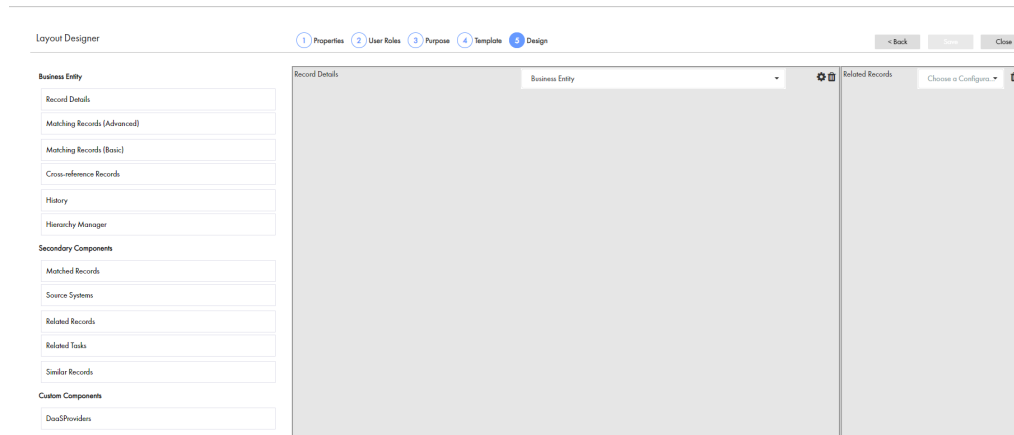 Layout Designer
1 Properties 2 User Roles 3 Purpose 4 Template 5 Design
< Back Save Close
Business Entity
Record Details
Matching Records (Advanced)
Matching Records (Basic)
Cross-reference Records
History
Hierarchy Manager
Secondary Components
Matched Records
Source Systems
Related Records
Related Tasks
Similar Records
Custom Components
DaaSProviders
Record Details Business Entity
Related Records Choose a Configura..